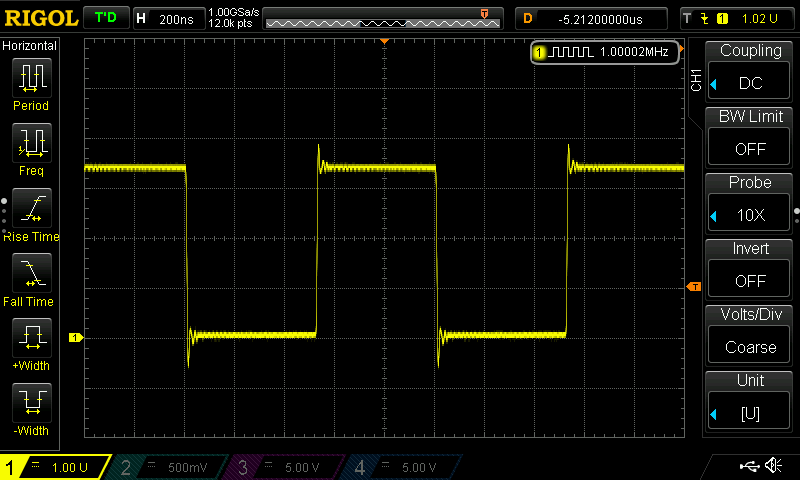 RIGOL T'D H 200ns 1.00GSa/s 12.0k pts T D -5.21200000us T 1 1.02 U
Horizontal
Period
Freq
Rise Time
Fall Time
+Width
-Width
1 1.00002MHz
1
T
CH1
Coupling
DC
BW Limit
OFF
Probe
10X
Invert
OFF
Volts/Div
Coarse
Unit
[U]
1 1.00 U 2 500mV 3 5.00 V 4 5.00 V